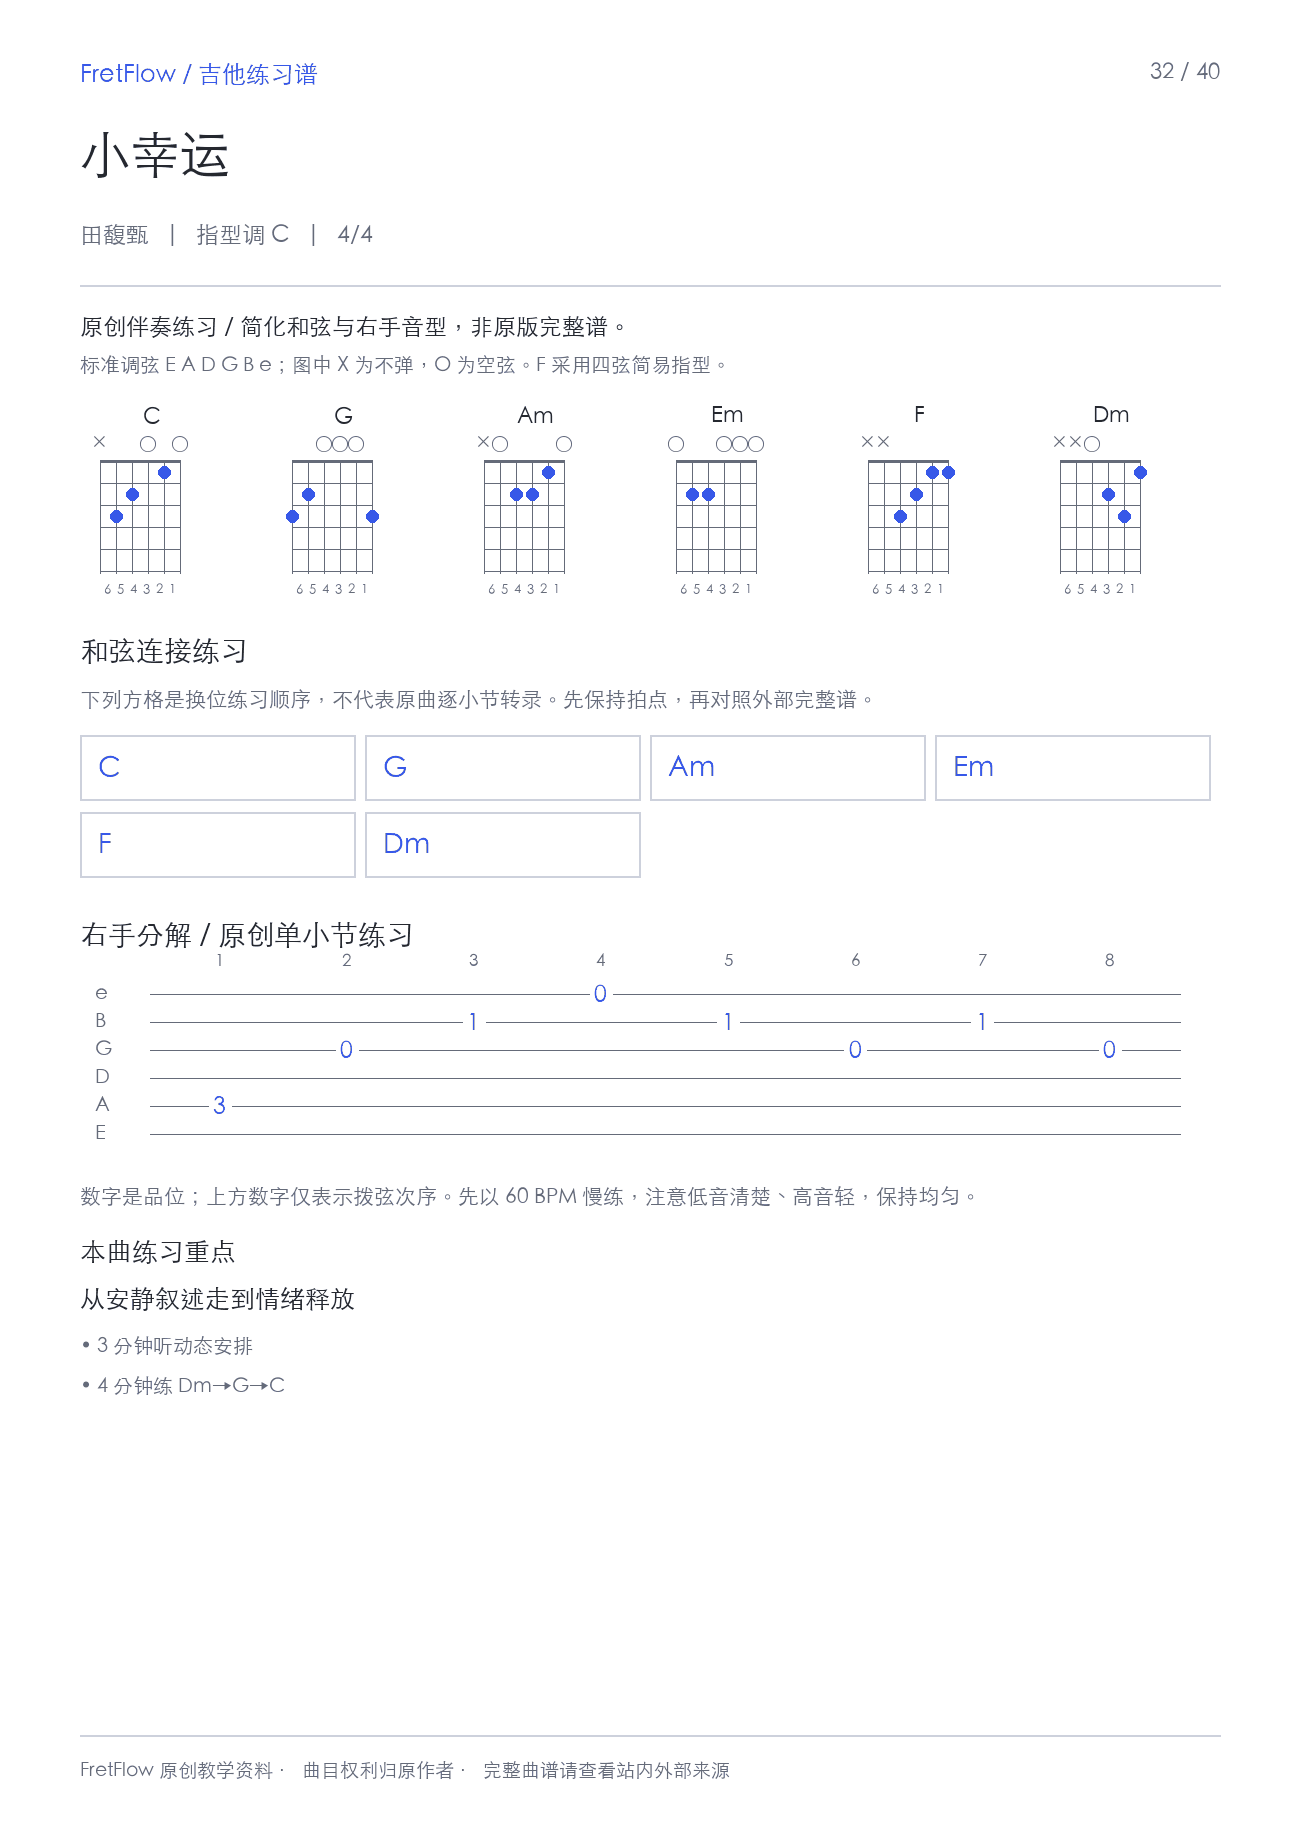 FretFlow / 吉他练习谱
32 / 40
小幸运
田馥甄 | 指型调 C | 4/4
原创伴奏练习 / 简化和弦与右手音型，非原版完整谱。
标准调弦 E A D G B e；图中 X 为不弹，O 为空弦。F 采用四弦简易指型。
C G Am Em F Dm
× ○ ○ ○○○ ×○ ○ ○ ○○○ ×× ××○
6 5 4 3 2 1 6 5 4 3 2 1 6 5 4 3 2 1 6 5 4 3 2 1 6 5 4 3 2 1 6 5 4 3 2 1
和弦连接练习
下列方格是换位练习顺序，不代表原曲逐小节转录。先保持拍点，再对照外部完整谱。
C G Am Em
F Dm
右手分解 / 原创单小节练习
1 2 3 4 5 6 7 8
e 0
B 1 1 1
G 0 0 0
D
A 3
E
数字是品位；上方数字仅表示拨弦次序。先以 60 BPM 慢练，注意低音清楚、高音轻，保持均匀。
本曲练习重点
从安静叙述走到情绪释放
• 3 分钟听动态安排
• 4 分钟练 Dm→G→C
FretFlow 原创教学资料 · 曲目权利归原作者 · 完整曲谱请查看站内外部来源